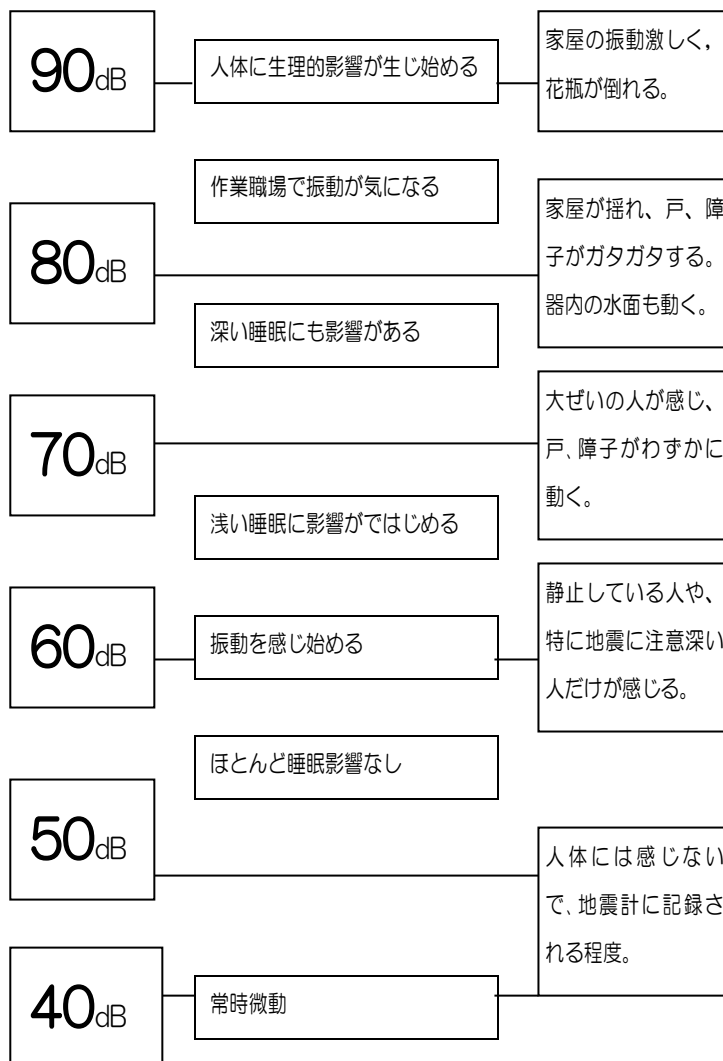 90dB
人体に生理的影響が生じ始める
家屋の振動激しく，
花瓶が倒れる。
作業職場で振動が気になる
80dB
家屋が揺れ、戸、障
子がガタガタする。
器内の水面も動く。
深い睡眠にも影響がある
70dB
大ぜいの人が感じ、
戸、障子がわずかに
動く。
浅い睡眠に影響がではじめる
60dB
振動を感じ始める
静止している人や、
特に地震に注意深い
人だけが感じる。
ほとんど睡眠影響なし
50dB
人体には感じない
で、地震計に記録さ
れる程度。
40dB
常時微動